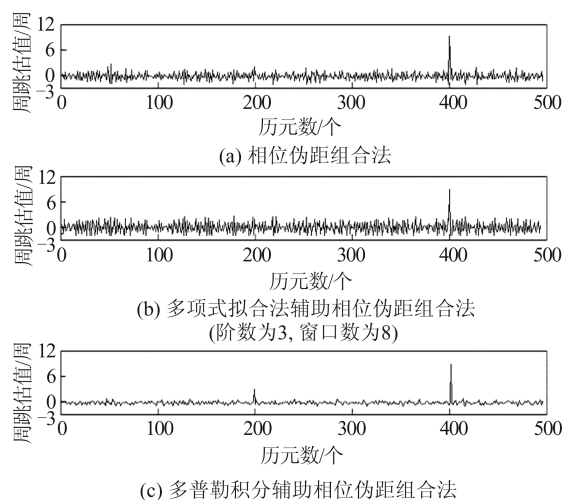 12
6
0
−3
周跳估值/周
0 100 200 300 400 500
历元数/个
(a) 相位伪距组合法
12
6
0
−3
周跳估值/周
0 100 200 300 400 500
历元数/个
(b) 多项式拟合法辅助相位伪距组合法
(阶数为3, 窗口数为8)
12
6
0
−3
周跳估值/周
0 100 200 300 400 500
历元数/个
(c) 多普勒积分辅助相位伪距组合法